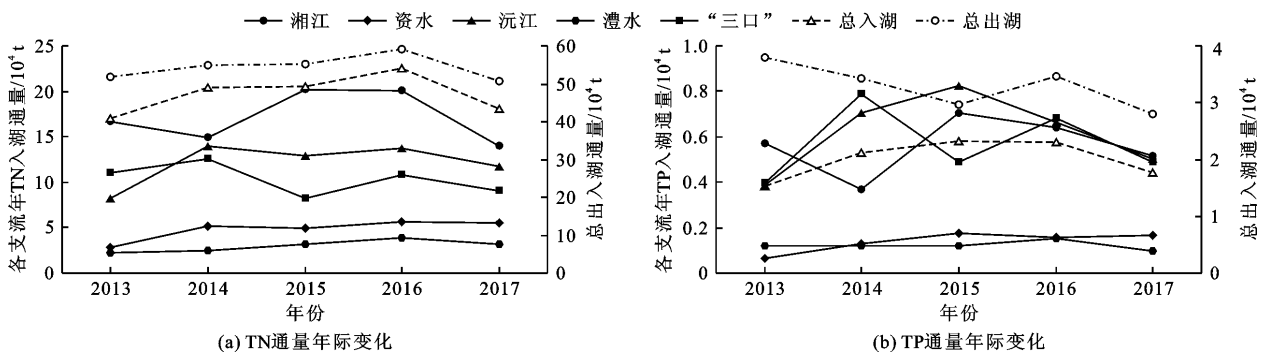 湘江 资水 沅江 澧水 “三口” 总入湖 总出湖
各支流年TN入湖通量/10⁴ t
25
20
15
10
5
0
60
50
40
30
20
10
0
总出入湖通量/10⁴ t
2013 2014 2015 2016 2017
年份
(a) TN通量年际变化
各支流年TP入湖通量/10⁴ t
1.0
0.8
0.6
0.4
0.2
0
4
3
2
1
0
总出入湖通量/10⁴ t
2013 2014 2015 2016 2017
年份
(b) TP通量年际变化